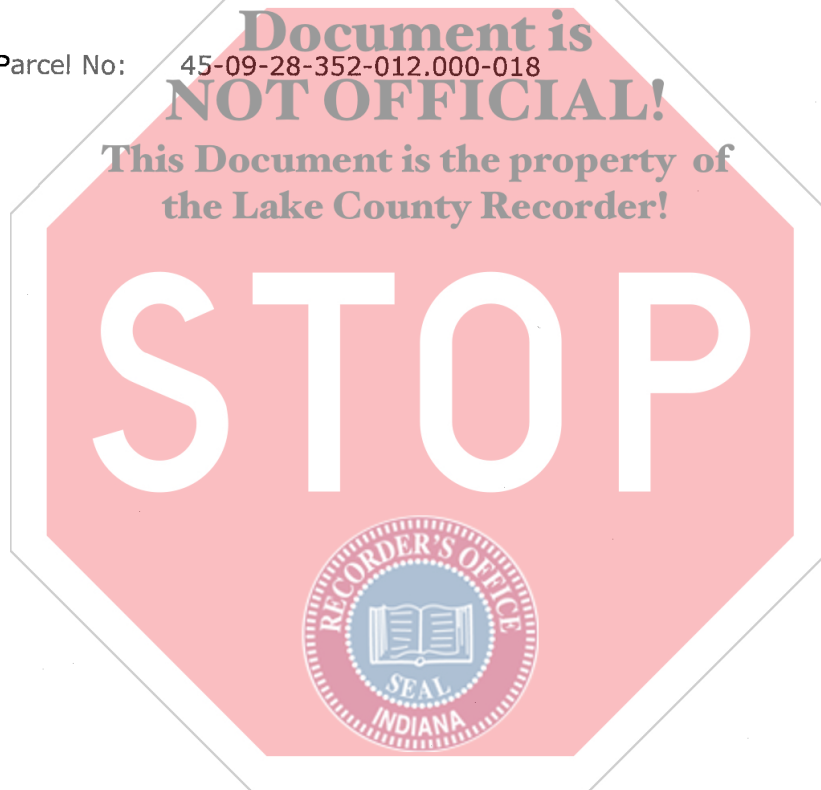 Document is
Parcel No: 45-09-28-352-012.000-018
NOT OFFICIAL!
This Document is the property of
the Lake County Recorder!
STOP
RECORDER'S OFFICE
SEAL
INDIANA